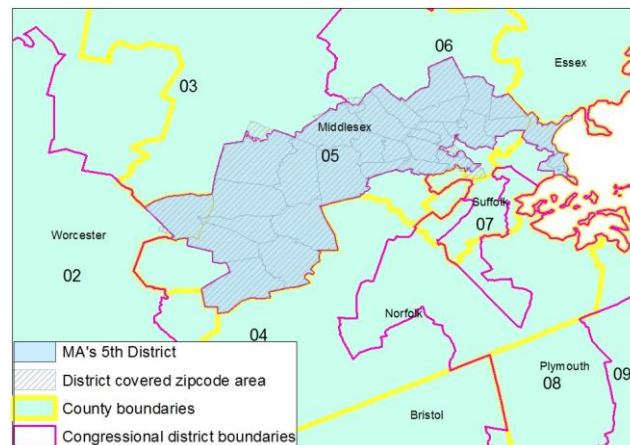 06
Essex
03
Middlesex
05
Suffolk
07
Worcester
02
Norfolk
04
Plymouth
08
09
Bristol
MA's 5th District
District covered zipcode area
County boundaries
Congressional district boundaries